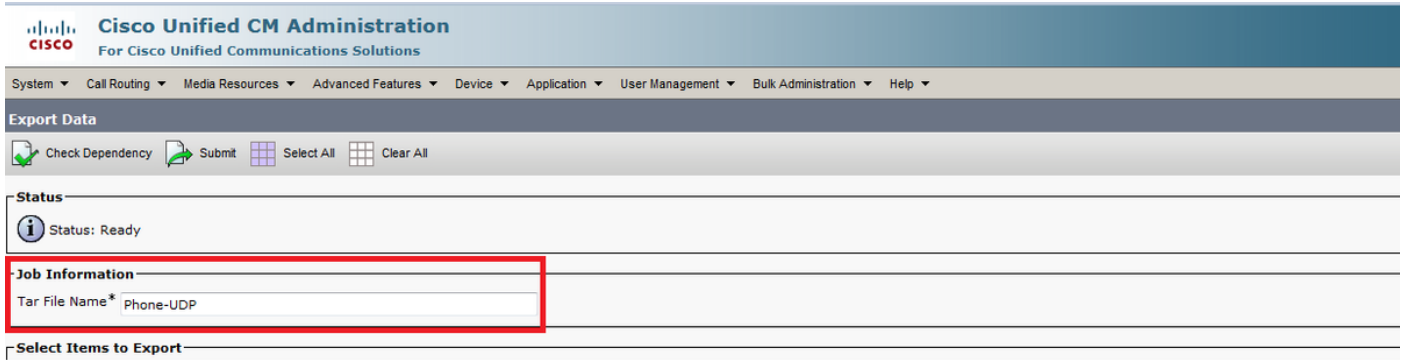 Cisco Unified CM Administration
CISCO
For Cisco Unified Communications Solutions
System Call Routing Media Resources Advanced Features Device Application User Management Bulk Administration Help
Export Data
Check Dependency Submit Select All Clear All
Status
i Status: Ready
Job Information
Tar File Name* Phone-UDP
Select Items to Export